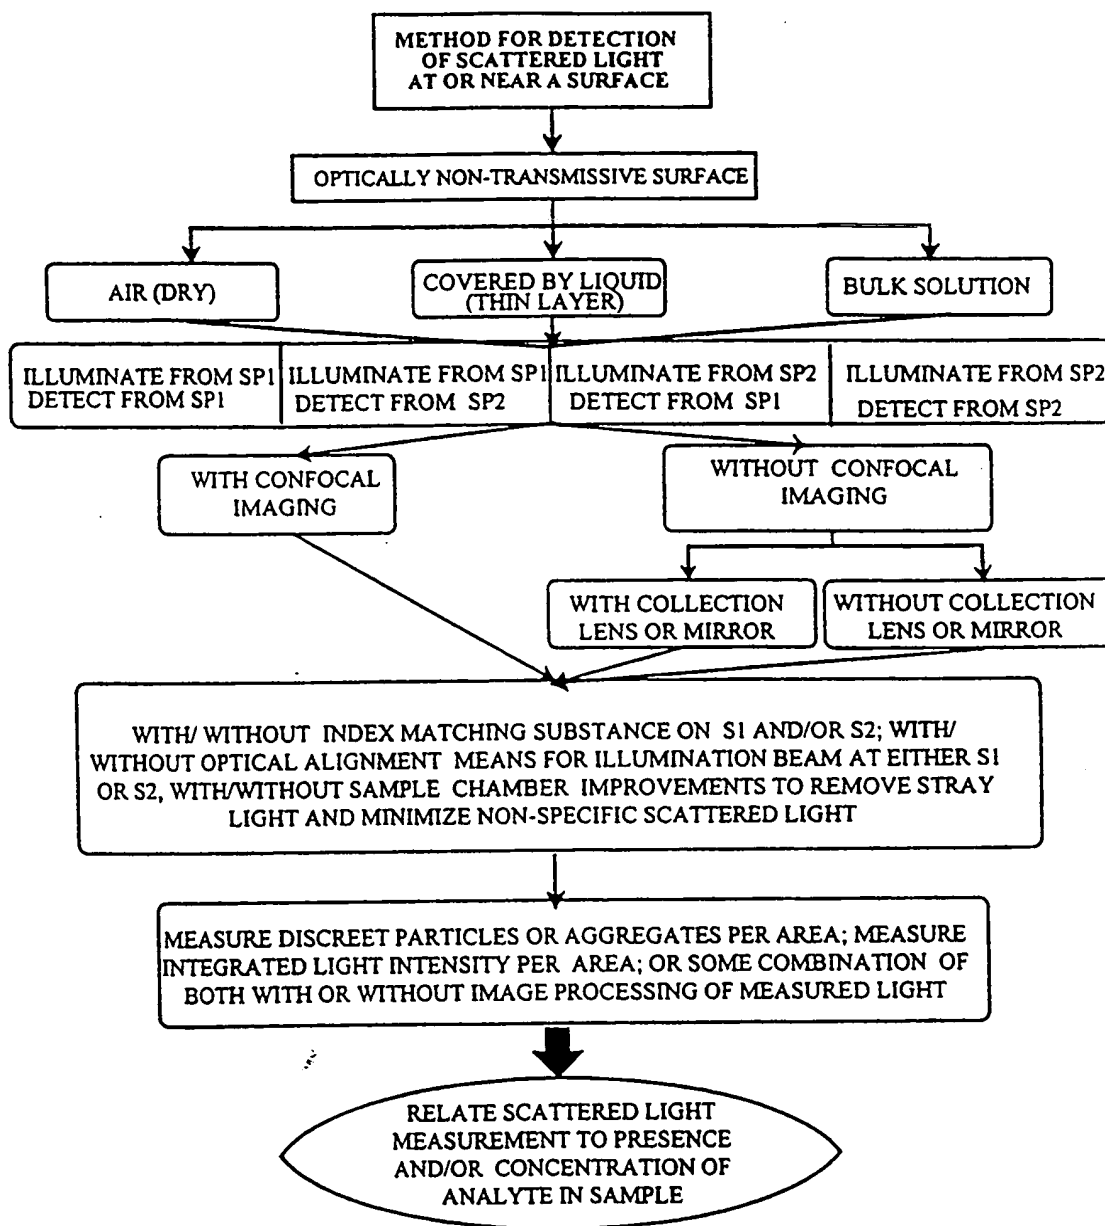 METHOD FOR DETECTION
OF SCATTERED LIGHT
AT OR NEAR A SURFACE
OPTICALLY NON-TRANSMISSIVE SURFACE
AIR (DRY)
COVERED BY LIQUID
(THIN LAYER)
BULK SOLUTION
ILLUMINATE FROM SP1
DETECT FROM SP1
ILLUMINATE FROM SP1
DETECT FROM SP2
ILLUMINATE FROM SP2
DETECT FROM SP1
ILLUMINATE FROM SP2
DETECT FROM SP2
WITH CONFOCAL
IMAGING
WITHOUT CONFOCAL
IMAGING
WITH COLLECTION
LENS OR MIRROR
WITHOUT COLLECTION
LENS OR MIRROR
WITH/ WITHOUT INDEX MATCHING SUBSTANCE ON S1 AND/OR S2; WITH/
WITHOUT OPTICAL ALIGNMENT MEANS FOR ILLUMINATION BEAM AT EITHER S1
OR S2, WITH/WITHOUT SAMPLE CHAMBER IMPROVEMENTS TO REMOVE STRAY
LIGHT AND MINIMIZE NON-SPECIFIC SCATTERED LIGHT
MEASURE DISCREET PARTICLES OR AGGREGATES PER AREA; MEASURE
INTEGRATED LIGHT INTENSITY PER AREA; OR SOME COMBINATION OF
BOTH WITH OR WITHOUT IMAGE PROCESSING OF MEASURED LIGHT
RELATE SCATTERED LIGHT
MEASUREMENT TO PRESENCE
AND/OR CONCENTRATION OF
ANALYTE IN SAMPLE